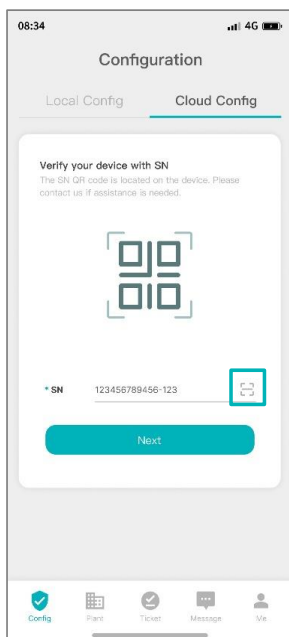 08:34
4G
Configuration
Local Config
Cloud Config
Verify your device with SN
The SN QR code is located on the device. Please
contact us if assistance is needed.
* SN
123456789456-123
Next
Config
Plant
Ticket
Message
Me